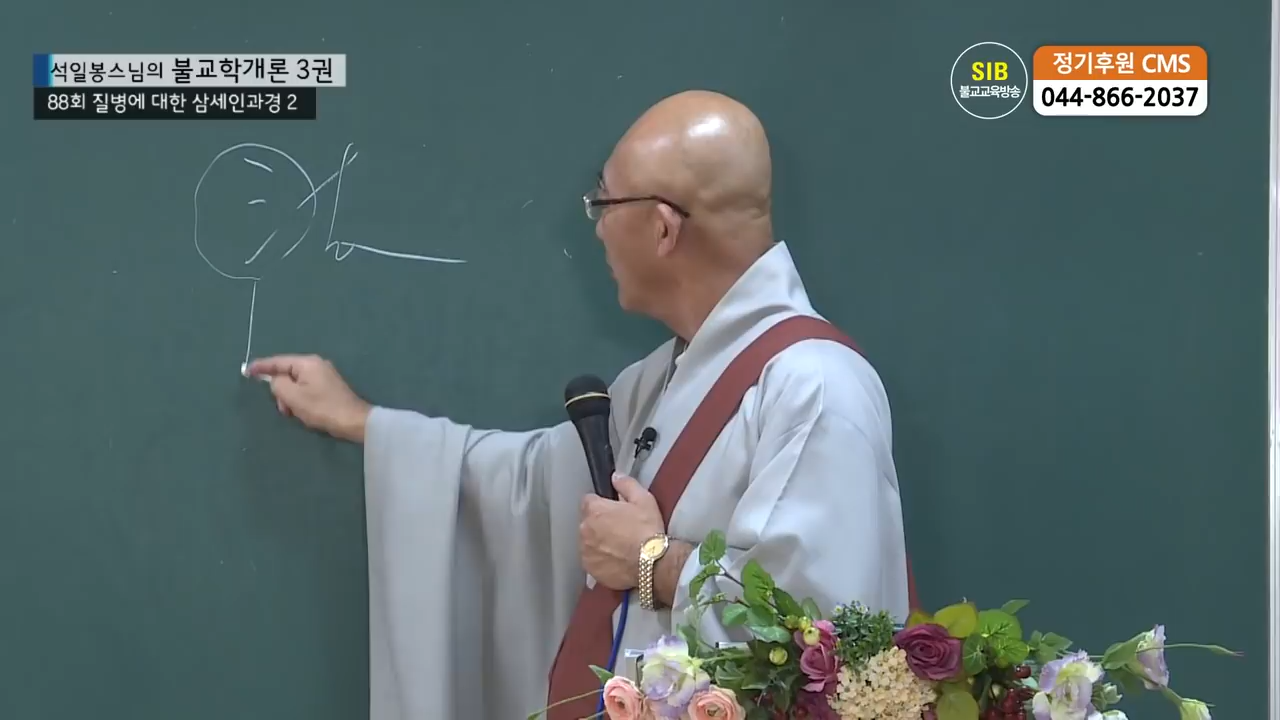 석일봉스님의 불교학개론 3권
88회 질병에 대한 삼세인과경 2
SIB
불교교육방송
정기후원 CMS
044-866-2037